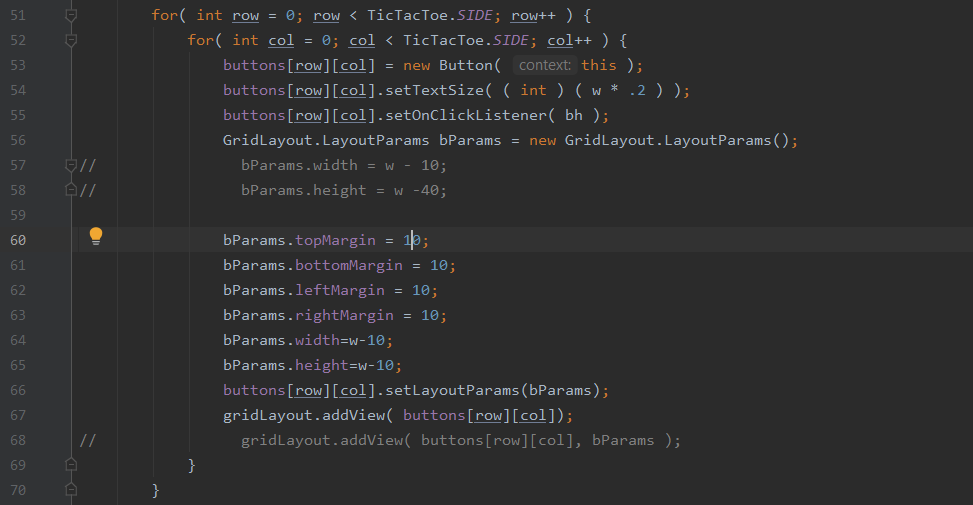 51 for( int row = 0; row < TicTacToe.SIDE; row++ ) {
52 for( int col = 0; col < TicTacToe.SIDE; col++ ) {
53 buttons[row][col] = new Button( context: this );
54 buttons[row][col].setTextSize( ( int ) ( w * .2 ) );
55 buttons[row][col].setOnClickListener( bh );
56 GridLayout.LayoutParams bParams = new GridLayout.LayoutParams();
57 // bParams.width = w - 10;
58 // bParams.height = w -40;
59
60 bParams.topMargin = 10;
61 bParams.bottomMargin = 10;
62 bParams.leftMargin = 10;
63 bParams.rightMargin = 10;
64 bParams.width=w-10;
65 bParams.height=w-10;
66 buttons[row][col].setLayoutParams(bParams);
67 gridLayout.addView( buttons[row][col]);
68 // gridLayout.addView( buttons[row][col], bParams );
69 }
70 }